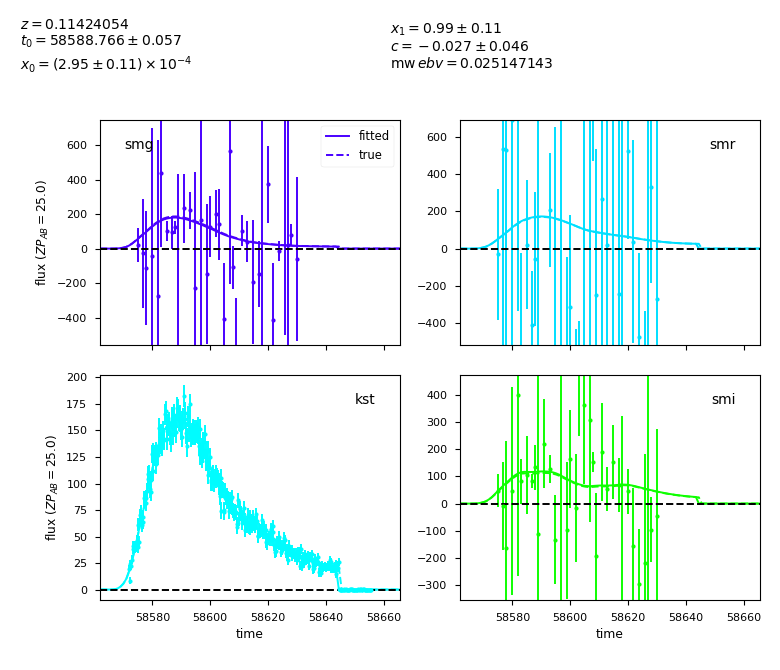 z = 0.11424054
t₀ = 58588.766 ± 0.057
x₀ = (2.95 ± 0.11) × 10⁻⁴
x₁ = 0.99 ± 0.11
c = −0.027 ± 0.046
mw ebv = 0.025147143
smg
fitted
true
600
400
200
0
−200
−400
flux (ZP_AB = 25.0)
smr
600
400
200
0
−200
−400
kst
200
175
150
125
100
75
50
25
0
flux (ZP_AB = 25.0)
58580 58600 58620 58640 58660
time
smi
400
300
200
100
0
−100
−200
−300
58580 58600 58620 58640 58660
time